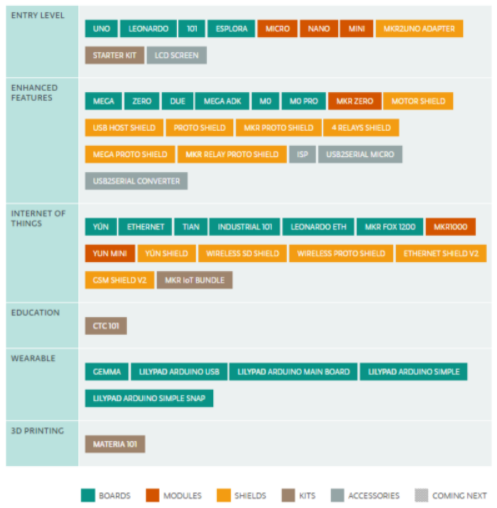 ENTRY LEVEL
UNO LEONARDO 101 ESPLORA MICRO NANO MINI MKR2UNO ADAPTER
STARTER KIT LCD SCREEN
ENHANCED
FEATURES
MEGA ZERO DUE MEGA ADK M0 M0 PRO MKR ZERO MOTOR SHIELD
USB HOST SHIELD PROTO SHIELD MKR PROTO SHIELD 4 RELAYS SHIELD
MEGA PROTO SHIELD MKR RELAY PROTO SHIELD ISP USB2SERIAL MICRO
USB2SERIAL CONVERTER
INTERNET OF
THINGS
YÚN ETHERNET TIAN INDUSTRIAL 101 LEONARDO ETH MKR FOX 1200 MKR1000
YUN MINI YÚN SHIELD WIRELESS SD SHIELD WIRELESS PROTO SHIELD ETHERNET SHIELD V2
GSM SHIELD V2 MKR IoT BUNDLE
EDUCATION
CTC 101
WEARABLE
GEMMA LILYPAD ARDUINO USB LILYPAD ARDUINO MAIN BOARD LILYPAD ARDUINO SIMPLE
LILYPAD ARDUINO SIMPLE SNAP
3D PRINTING
MATERIA 101
BOARDS MODULES SHIELDS KITS ACCESSORIES COMING NEXT